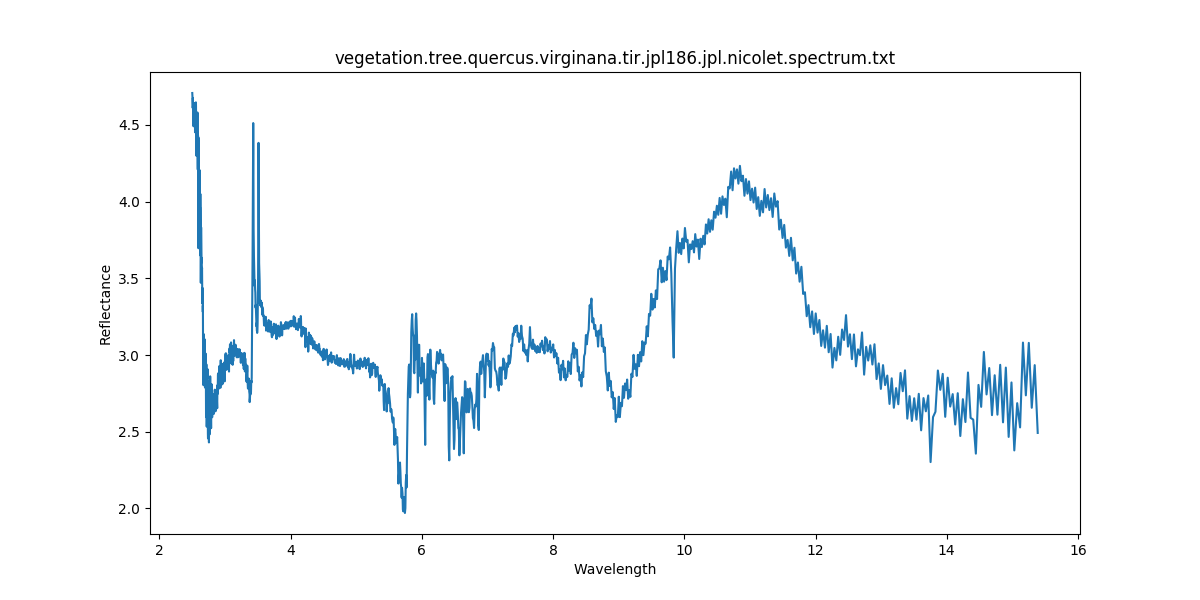 vegetation.tree.quercus.virginana.tir.jpl186.jpl.nicolet.spectrum.txt
4.5
4.0
3.5
3.0
2.5
2.0
Reflectance
2 4 6 8 10 12 14 16
Wavelength